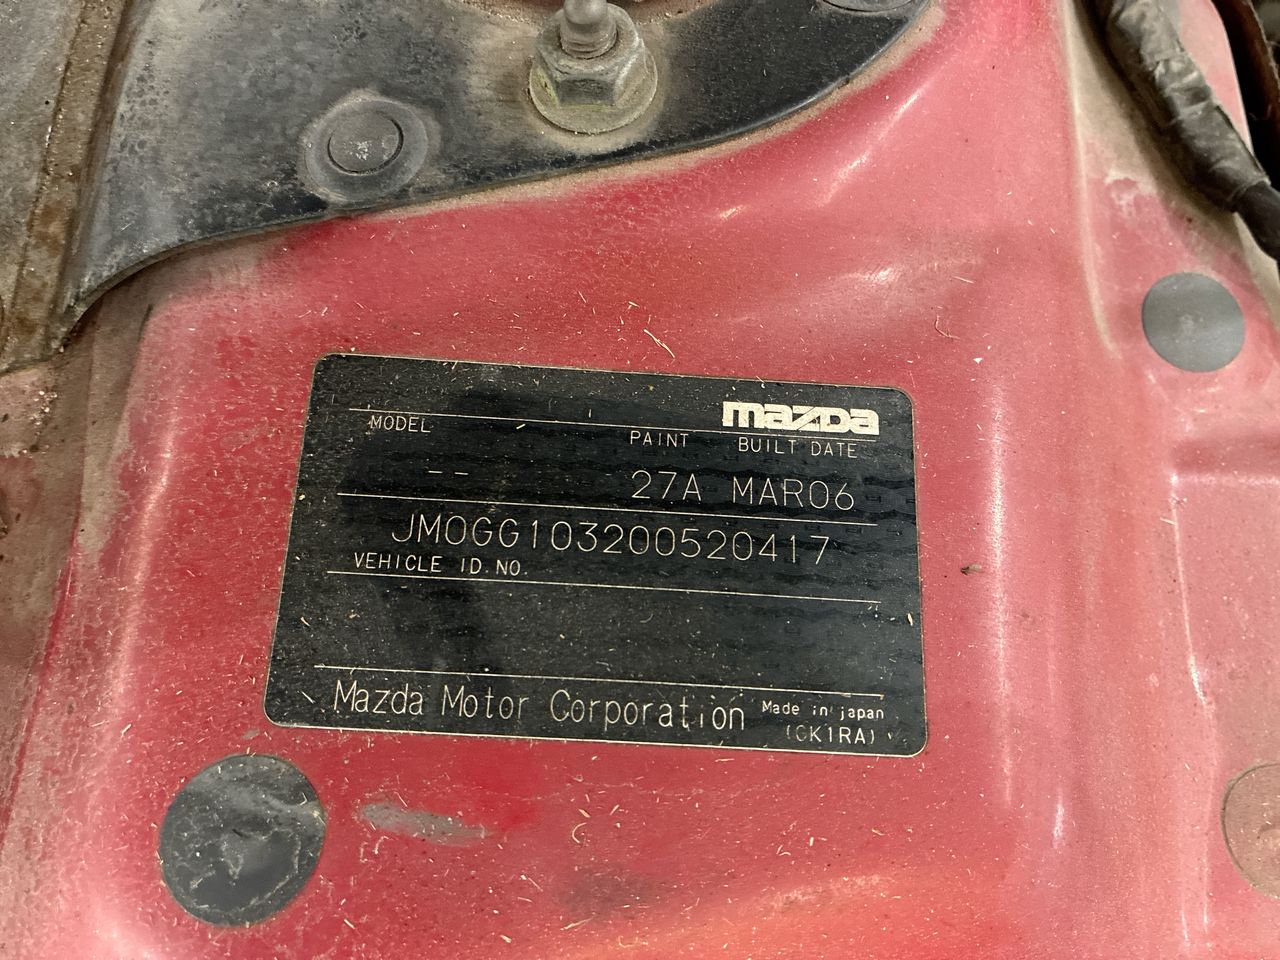 mazda
MODEL PAINT BUILT DATE
-- 27A MAR06
JM0GG103200520417
VEHICLE ID NO.
Mazda Motor Corporation Made in japan
(CK1RA)